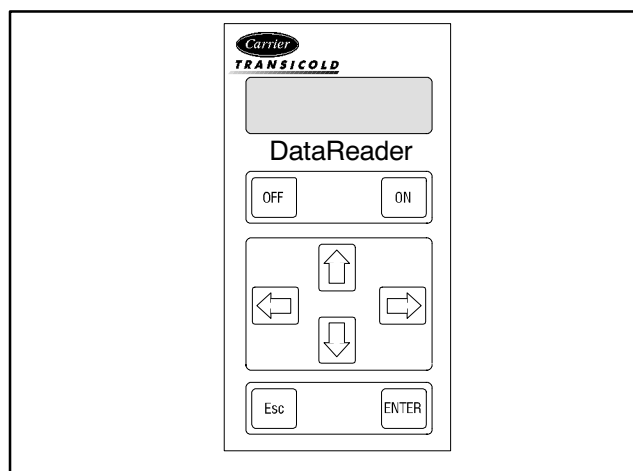 Carrier
TRANSICOLD
DataReader
OFF ON
Esc ENTER